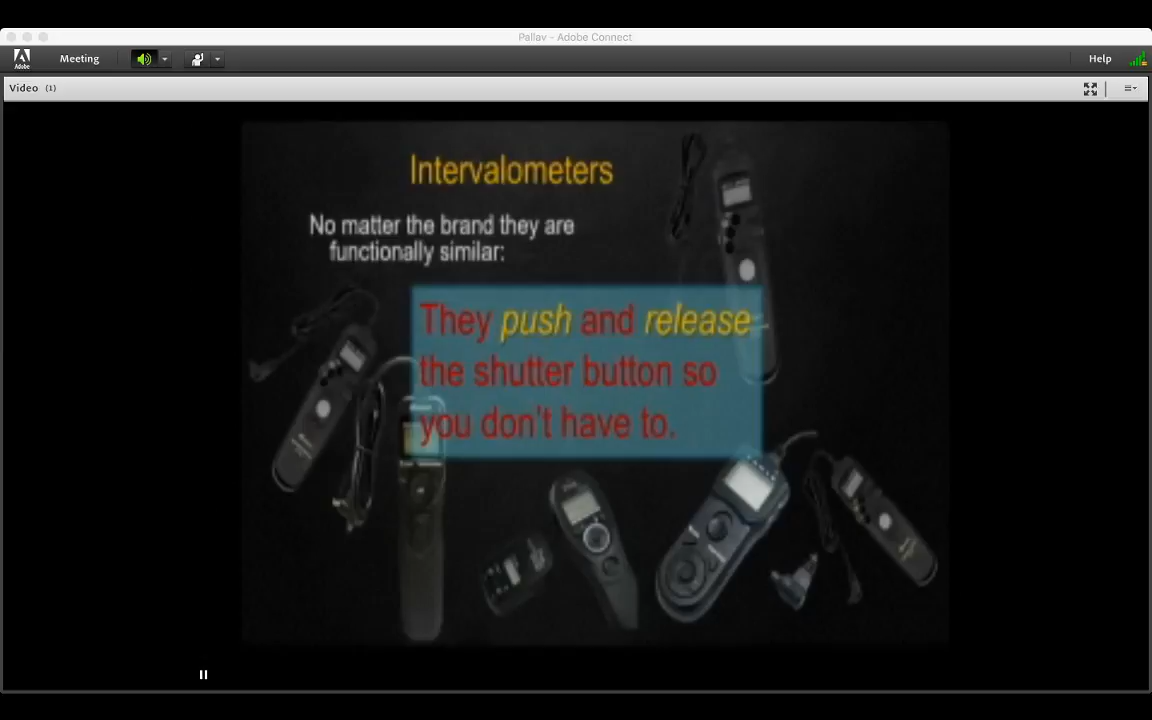 Pallav - Adobe Connect
Adobe
Meeting
Help
Video (1)
Intervalometers
No matter the brand they are
functionally similar:
They push and release
the shutter button so
you don't have to.